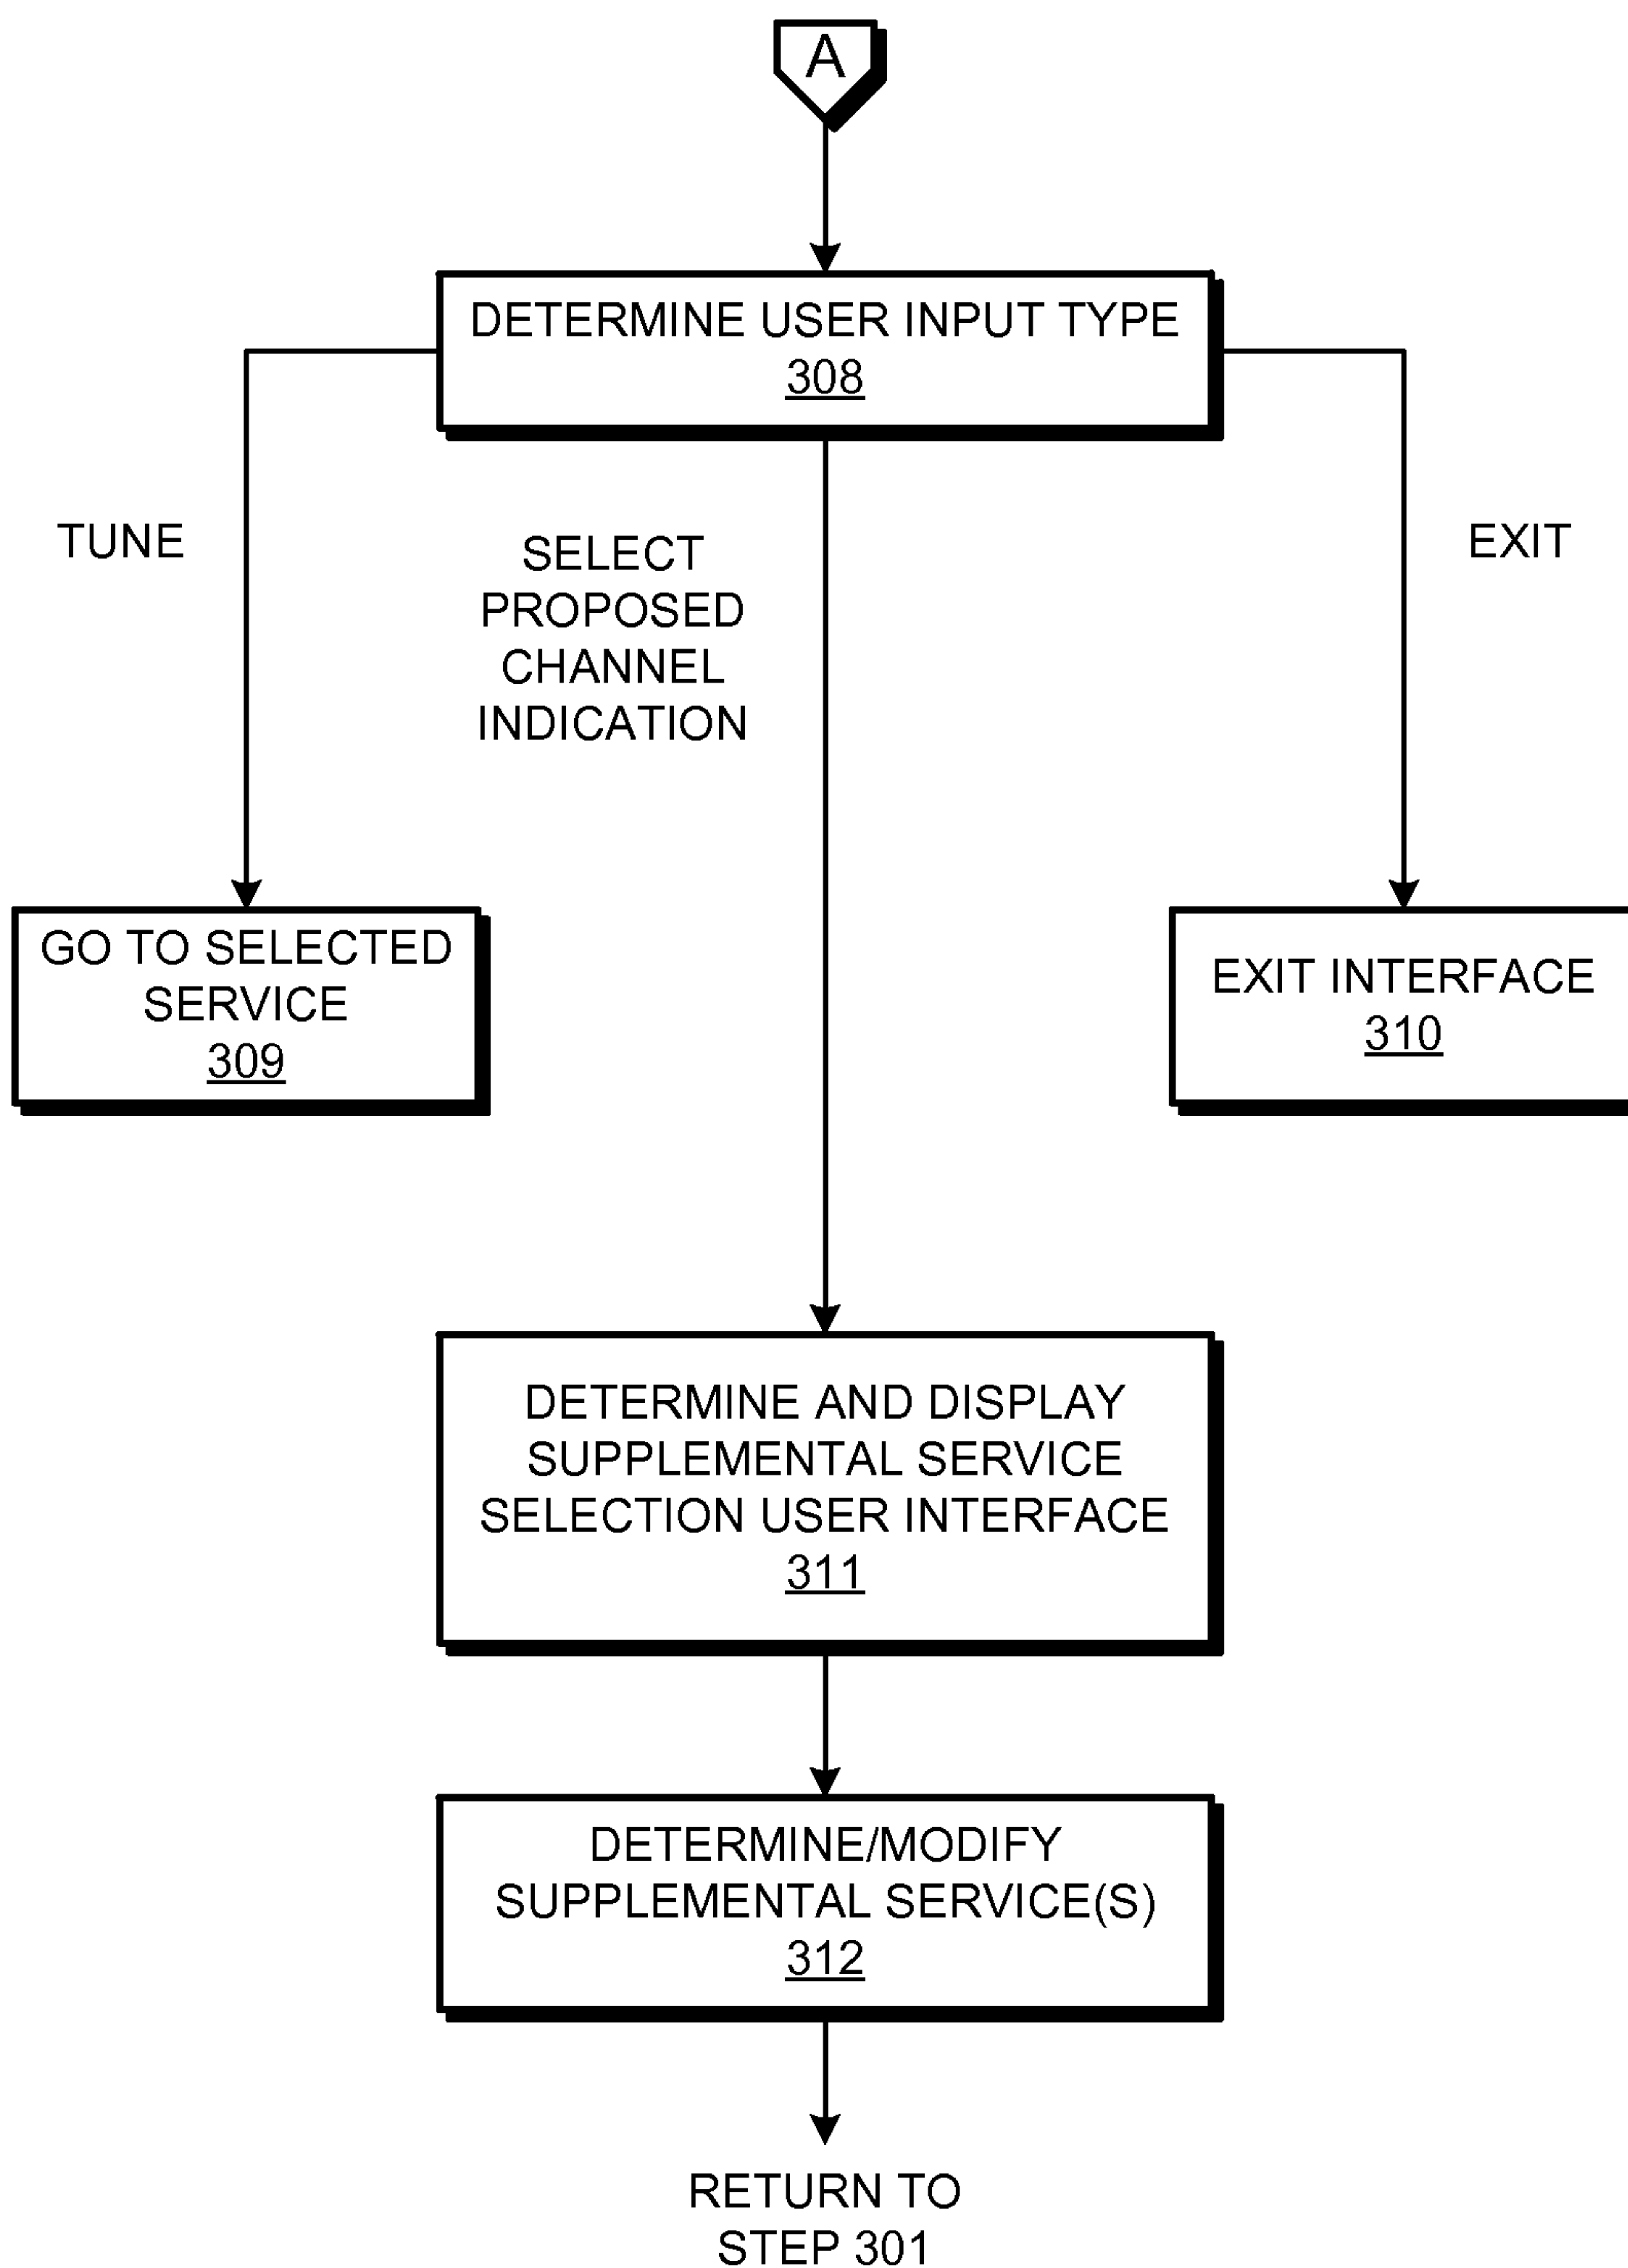 A
DETERMINE USER INPUT TYPE
308
TUNE
SELECT
PROPOSED
CHANNEL
INDICATION
EXIT
GO TO SELECTED
SERVICE
309
EXIT INTERFACE
310
DETERMINE AND DISPLAY
SUPPLEMENTAL SERVICE
SELECTION USER INTERFACE
311
DETERMINE/MODIFY
SUPPLEMENTAL SERVICE(S)
312
RETURN TO
STEP 301